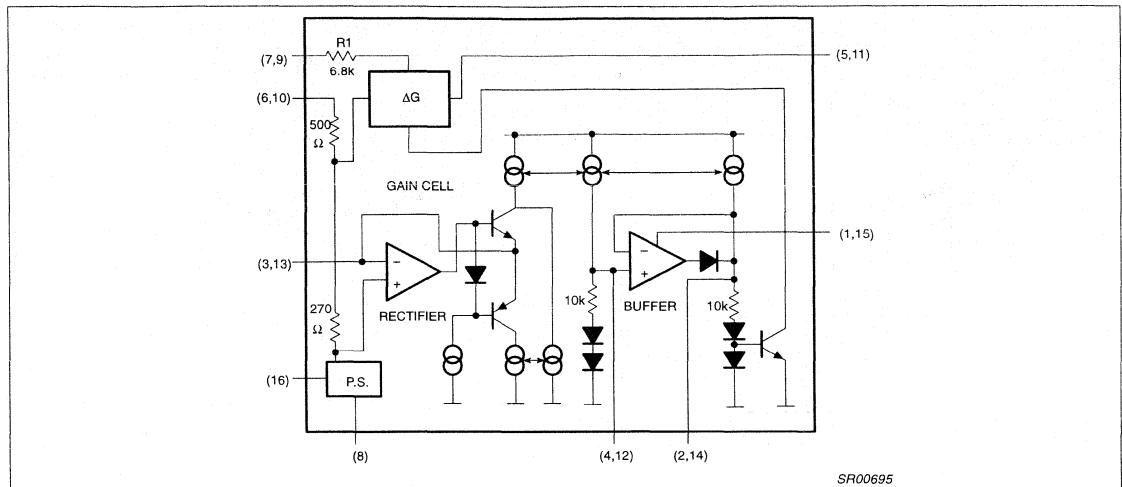 R1
(7,9)
6.8k
(5,11)
(6,10)
ΔG
500
Ω
GAIN CELL
(3,13)
−
+
RECTIFIER
−
+
BUFFER
(1,15)
10k
10k
270
Ω
(16)
P.S.
(8)
(4,12)
(2,14)
SR00695